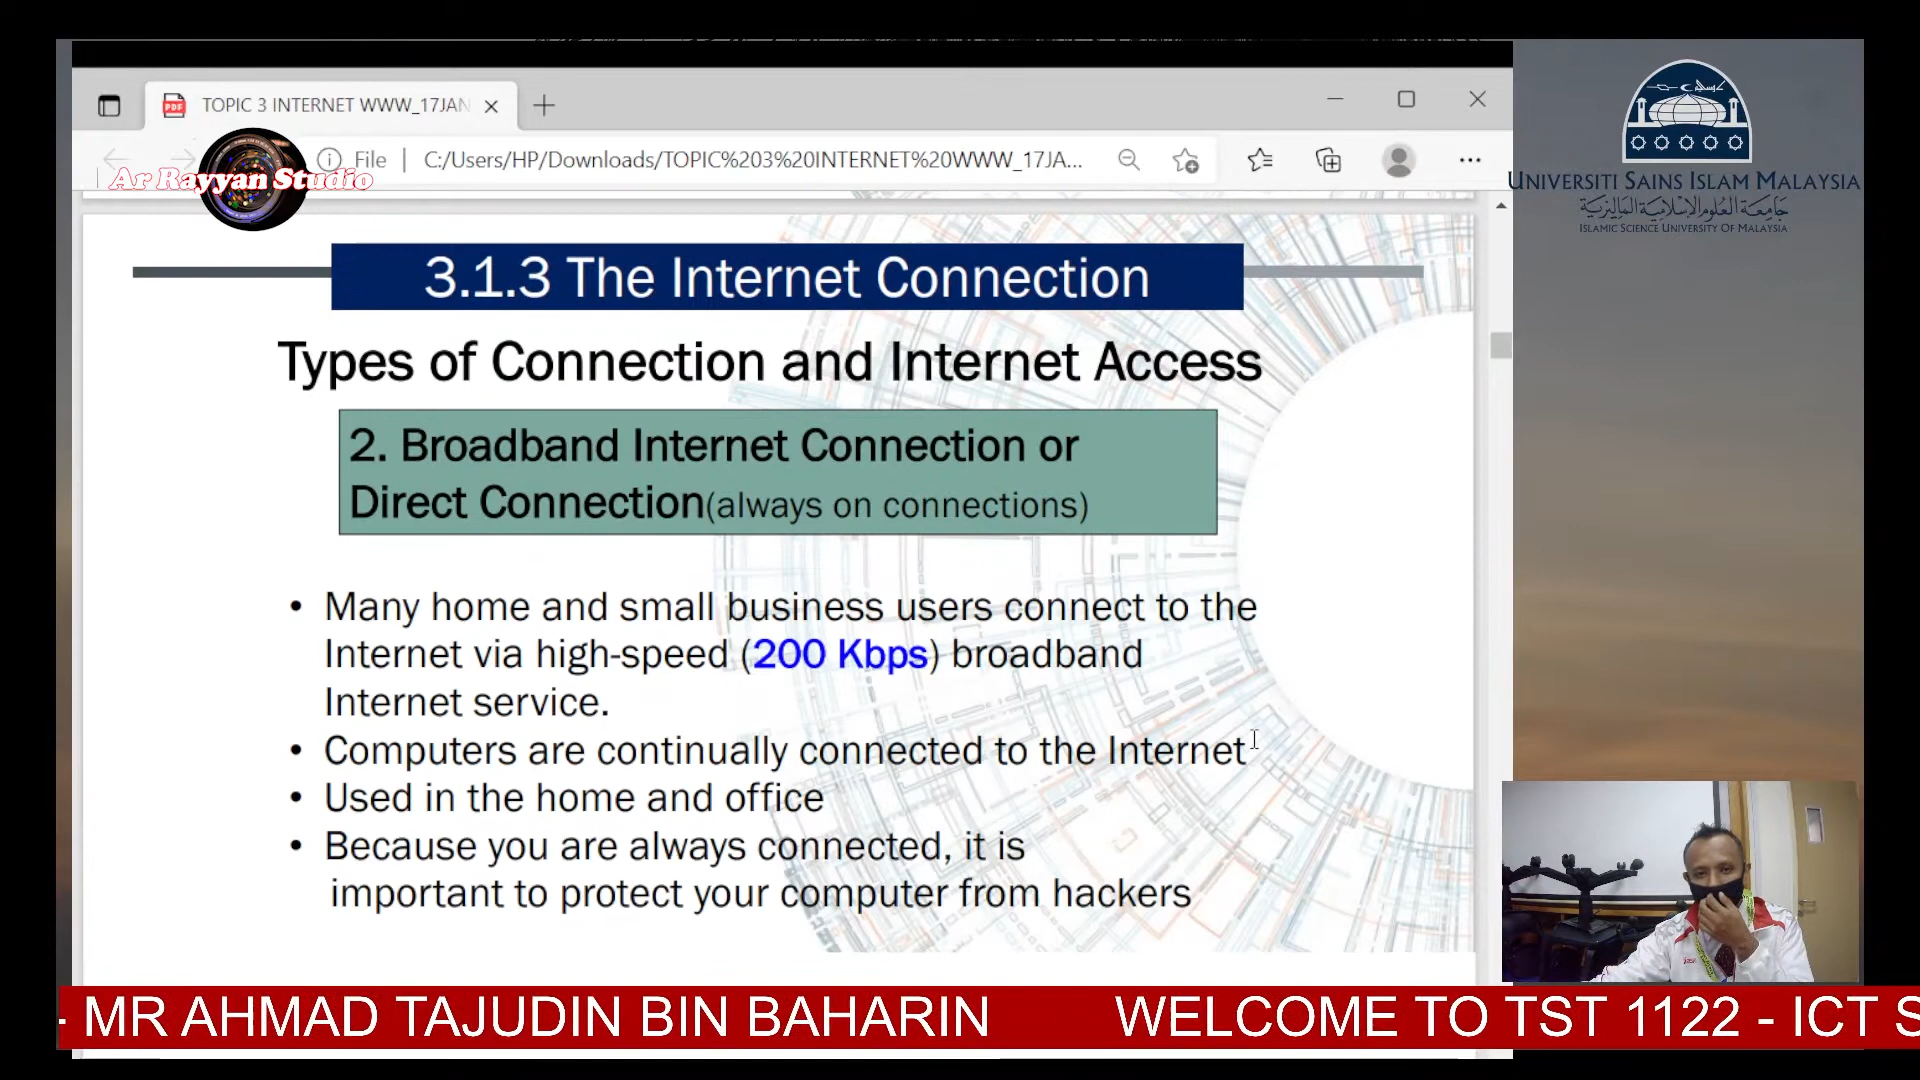 TOPIC 3 INTERNET WWW_17JAN
File
C:/Users/HP/Downloads/TOPIC%203%20INTERNET%20WWW_17JA...
Ar Rayyan Studio
UNIVERSITI SAINS ISLAM MALAYSIA
جامعة العلوم الإسلامية الماليزية
ISLAMIC SCIENCE UNIVERSITY OF MALAYSIA
3.1.3 The Internet Connection
Types of Connection and Internet Access
2. Broadband Internet Connection or
Direct Connection(always on connections)
• Many home and small business users connect to the
Internet via high-speed (200 Kbps) broadband
Internet service.
• Computers are continually connected to the Internet
• Used in the home and office
• Because you are always connected, it is
important to protect your computer from hackers
- MR AHMAD TAJUDIN BIN BAHARIN WELCOME TO TST 1122 - ICT S